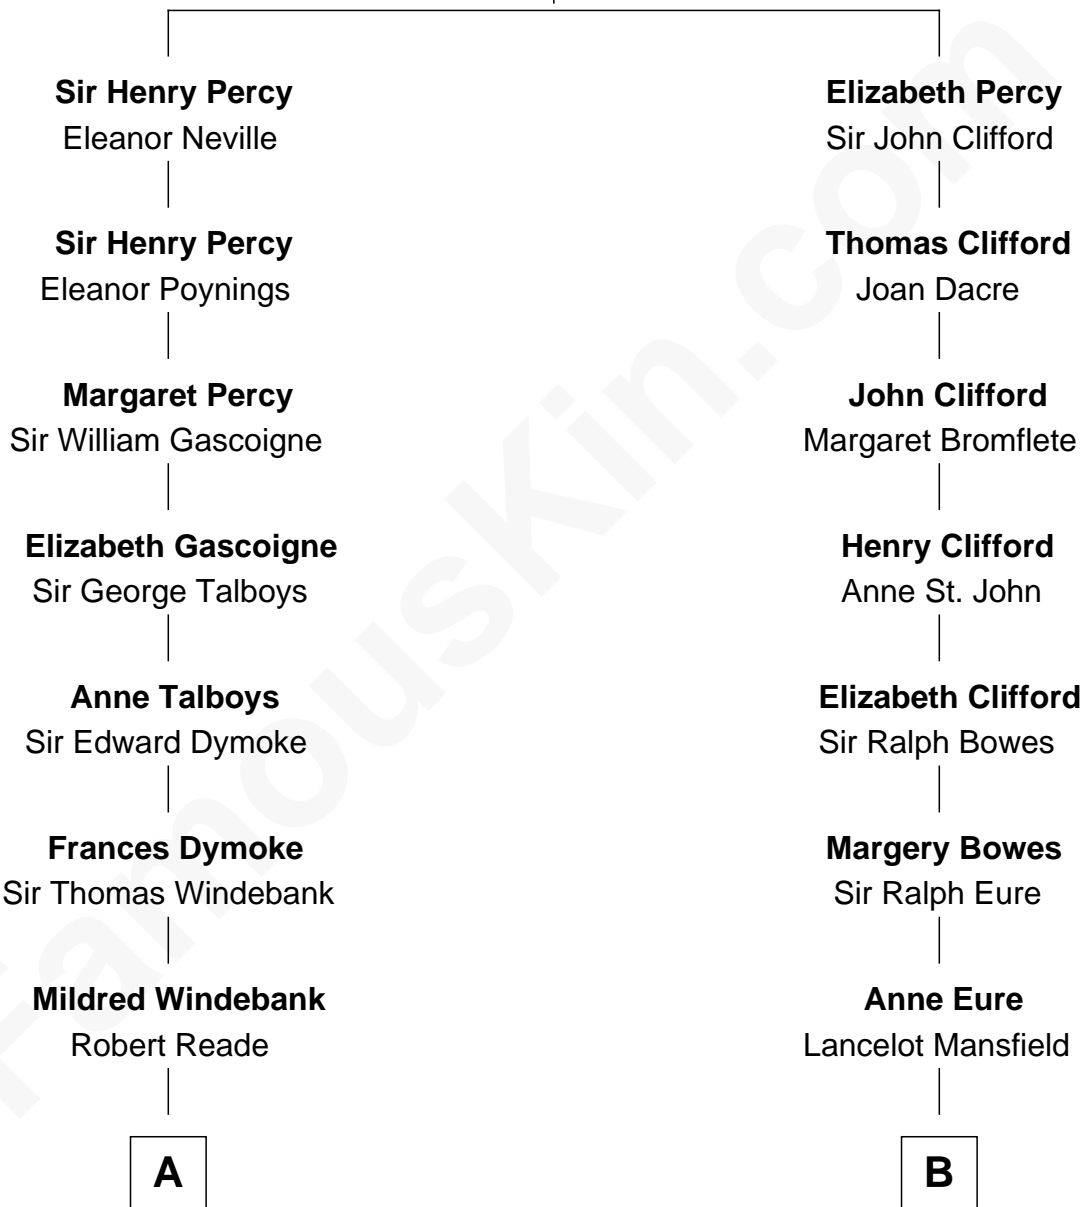 Sir Henry Percy
Eleanor Neville
Sir Henry Percy
Eleanor Poynings
Margaret Percy
Sir William Gascoigne
Elizabeth Gascoigne
Sir George Talboys
Anne Talboys
Sir Edward Dymoke
Frances Dymoke
Sir Thomas Windebank
Mildred Windebank
Robert Reade
A
Elizabeth Percy
Sir John Clifford
Thomas Clifford
Joan Dacre
John Clifford
Margaret Bromflete
Henry Clifford
Anne St. John
Elizabeth Clifford
Sir Ralph Bowes
Margery Bowes
Sir Ralph Eure
Anne Eure
Lancelot Mansfield
B
FamousKin.com